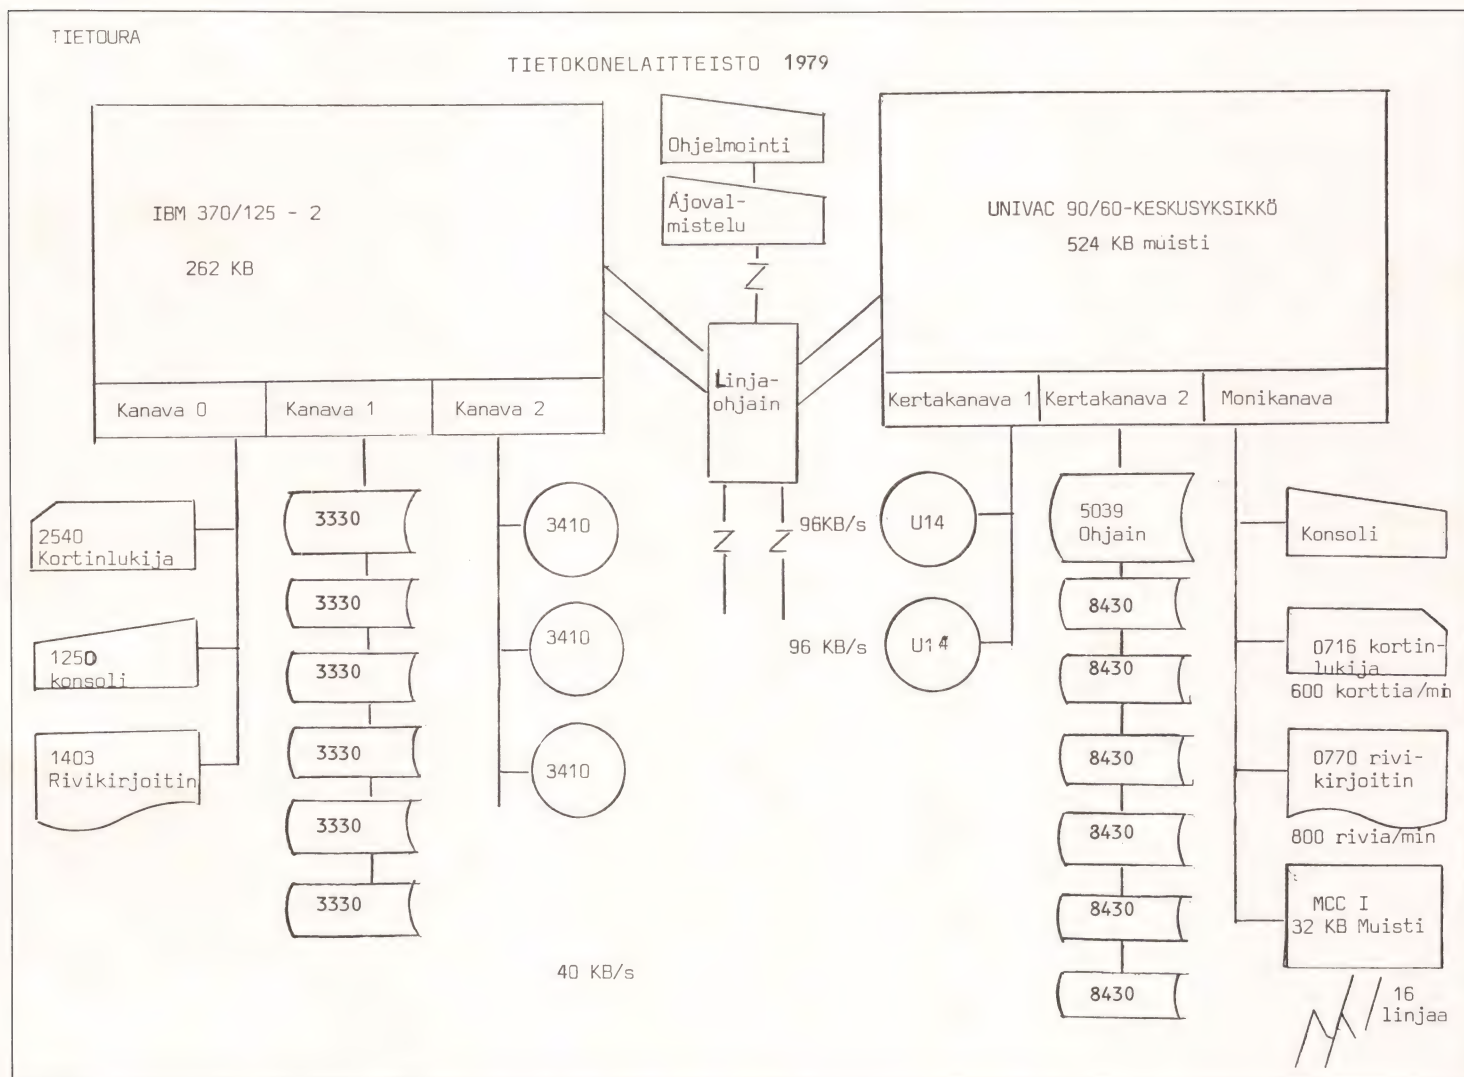 TIETOURA
TIETOKONELAITTEISTO 1979
IBM 370/125 - 2
262 KB
Kanava 0
Kanava 1
Kanava 2
Ohjelmointi
Ajoval-
mistelu
Linja-
ohjain
UNIVAC 90/60-KESKUSYKSIKKÖ
524 KB muisti
Kertakanava 1
Kertakanava 2
Monikanava
2540
Kortinlukija
1250
konsoli
1403
Rivikirjoitin
3330
3330
3330
3330
3330
3330
3410
3410
3410
40 KB/s
Z
Z
Z
96KB/s
U14
96 KB/s
U14
5039
Ohjain
8430
8430
8430
8430
8430
8430
Konsoli
0716 kortin-
lukija
600 korttia/min
0770 rivi-
kirjoitin
800 rivia/min
MCC I
32 KB Muisti
16
linjaa